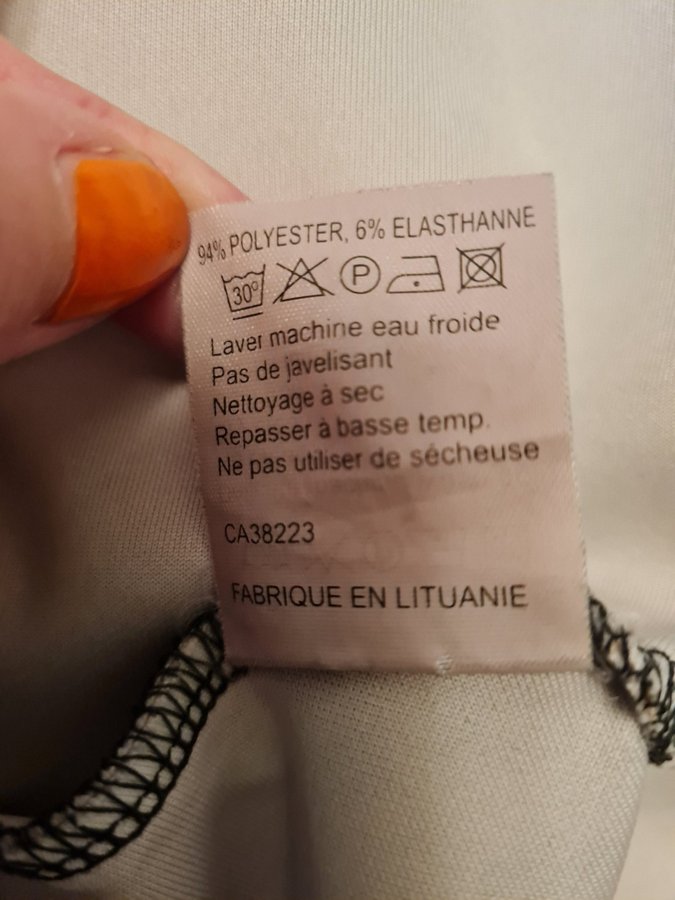 94% POLYESTER, 6% ELASTHANNE
30° P
Laver machine eau froide
Pas de javelisant
Nettoyage à sec
Repasser à basse temp.
Ne pas utiliser de sécheuse
CA38223
FABRIQUE EN LITUANIE